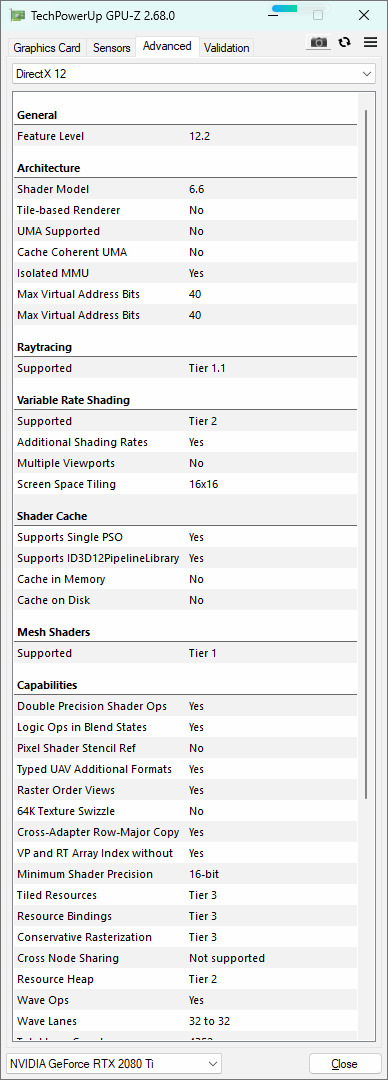 TechPowerUp GPU-Z 2.68.0
Graphics Card Sensors Advanced Validation
DirectX 12
General
Feature Level 12.2
Architecture
Shader Model 6.6
Tile-based Renderer No
UMA Supported No
Cache Coherent UMA No
Isolated MMU Yes
Max Virtual Address Bits 40
Max Virtual Address Bits 40
Raytracing
Supported Tier 1.1
Variable Rate Shading
Supported Tier 2
Additional Shading Rates Yes
Multiple Viewports No
Screen Space Tiling 16x16
Shader Cache
Supports Single PSO Yes
Supports ID3D12PipelineLibrary Yes
Cache in Memory No
Cache on Disk No
Mesh Shaders
Supported Tier 1
Capabilities
Double Precision Shader Ops Yes
Logic Ops in Blend States Yes
Pixel Shader Stencil Ref No
Typed UAV Additional Formats Yes
Raster Order Views Yes
64K Texture Swizzle No
Cross-Adapter Row-Major Copy Yes
VP and RT Array Index without Yes
Minimum Shader Precision 16-bit
Tiled Resources Tier 3
Resource Bindings Tier 3
Conservative Rasterization Tier 3
Cross Node Sharing Not supported
Resource Heap Tier 2
Wave Ops Yes
Wave Lanes 32 to 32
NVIDIA GeForce RTX 2080 Ti Close